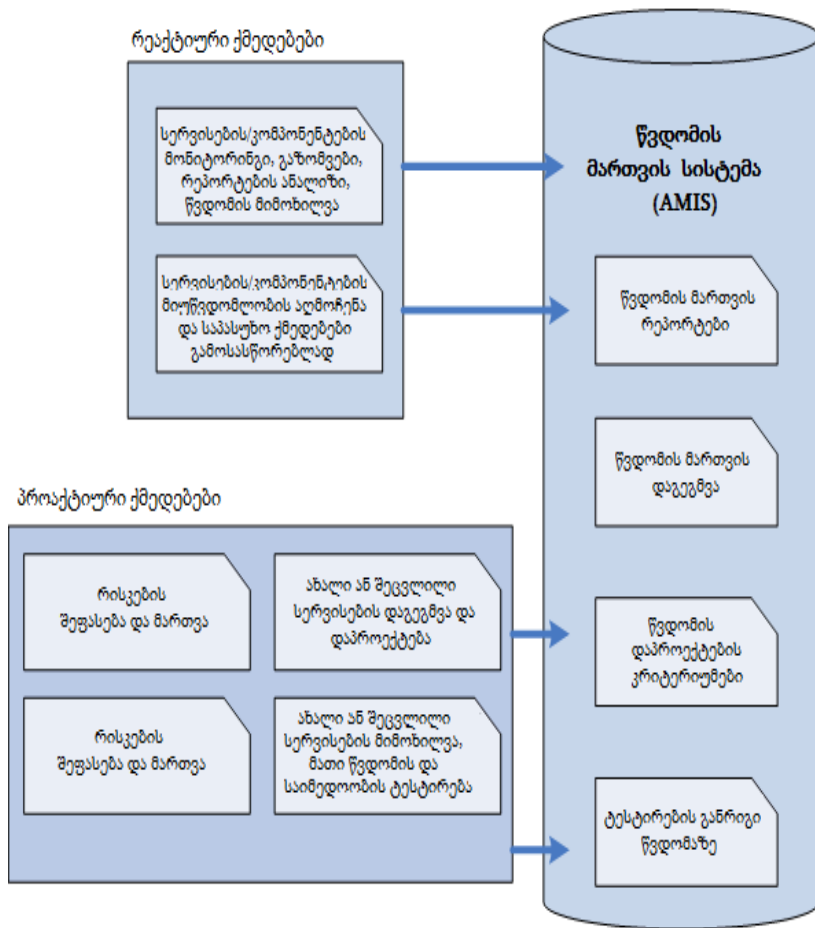 რეაქტიური ქმედებები
სერვისების/კომპონენტების
მონიტორინგი, გაზომვები,
რეპორტების ანალიზი,
წვდომის მიმოხილვა
სერვისების/კომპონენტების
მიუწვდომლობის აღმოჩენა
და საპასუხო ქმედებები
გამოსასწორებლად
წვდომის
მართვის სისტემა
(AMIS)
წვდომის მართვის
რეპორტები
წვდომის მართვის
დაგეგმვა
წვდომის
დაპროექტების
კრიტერიუმები
ტესტირების განრიგი
წვდომაზე
პროაქტიური ქმედებები
რისკების
შეფასება და მართვა
ახალი ან შეცვლილი
სერვისების დაგეგმვა და
დაპროექტება
რისკების
შეფასება და მართვა
ახალი ან შეცვლილი
სერვისების მიმოხილვა,
მათი წვდომის და
საიმედოობის ტესტირება